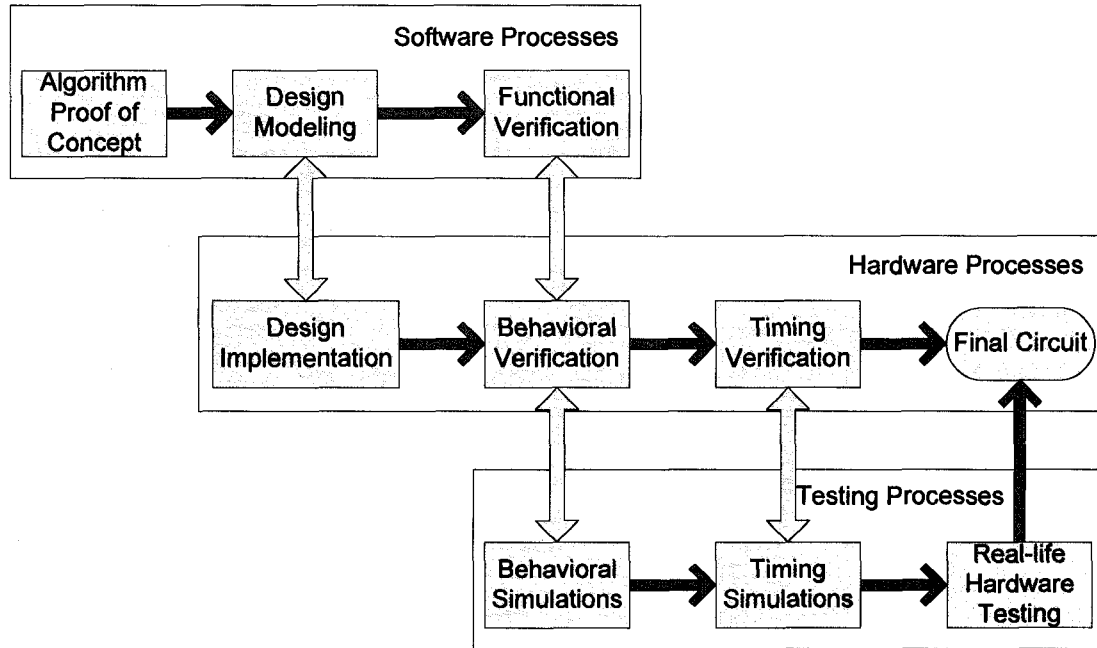 Software Processes
Algorithm
Proof of
Concept
Design
Modeling
Functional
Verification
Hardware Processes
Design
Implementation
Behavioral
Verification
Timing
Verification
Final Circuit
Testing Processes
Behavioral
Simulations
Timing
Simulations
Real-life
Hardware
Testing